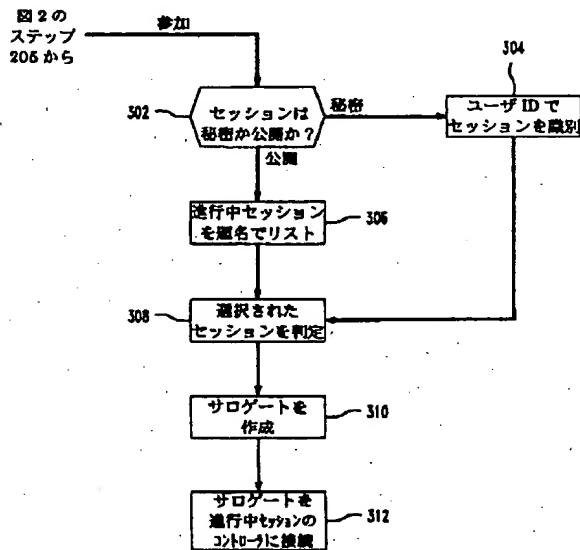 図2の
ステップ
205から
参加
302
セッションは
秘密か公開か?
秘密
公開
304
ユーザIDで
セッションを識別
進行中セッション
を題名でリスト
306
308
選択された
セッションを判定
サロゲートを
作成
310
サロゲートを
進行中セッションの
コントローラに接続
312